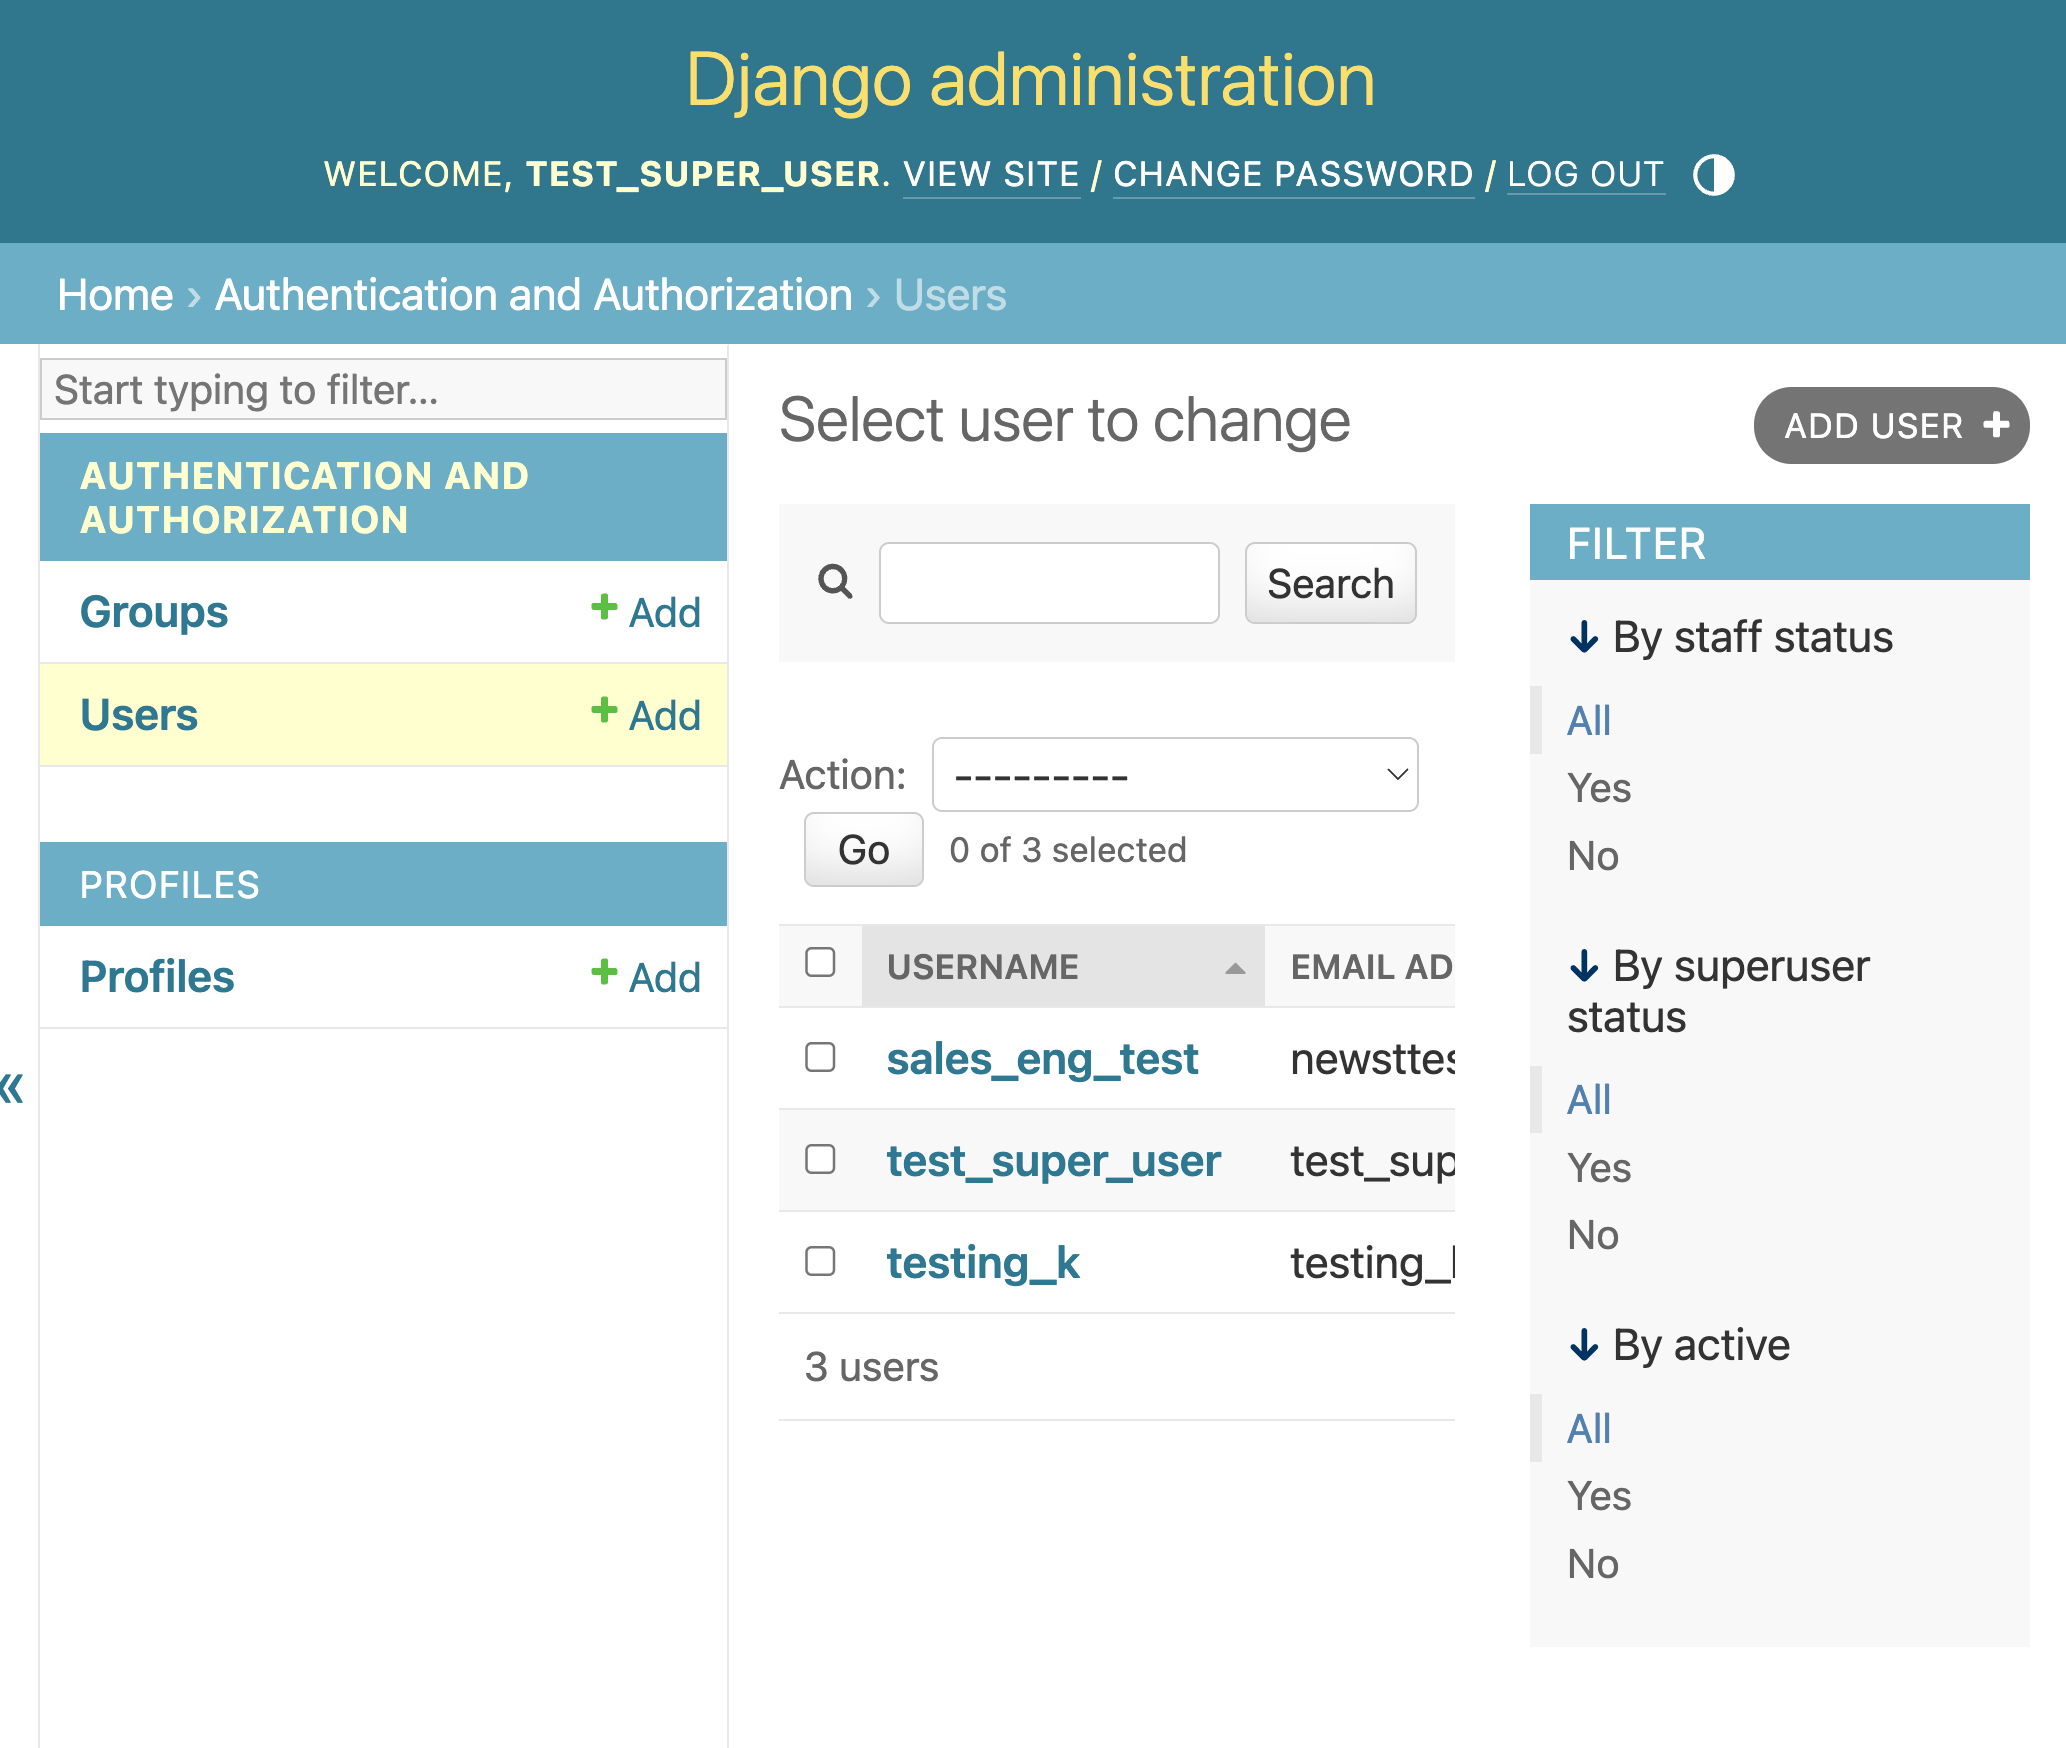 Django administration
WELCOME, TEST_SUPER_USER. VIEW SITE / CHANGE PASSWORD / LOG OUT
Home › Authentication and Authorization › Users
Start typing to filter...
AUTHENTICATION AND
AUTHORIZATION
Groups + Add
Users + Add
PROFILES
Profiles + Add
«
Select user to change
ADD USER +
Search
Action: ---------
Go 0 of 3 selected
USERNAME EMAIL AD
sales_eng_test newsttes
test_super_user test_sup
testing_k testing_
3 users
FILTER
↓ By staff status
All
Yes
No
↓ By superuser
status
All
Yes
No
↓ By active
All
Yes
No